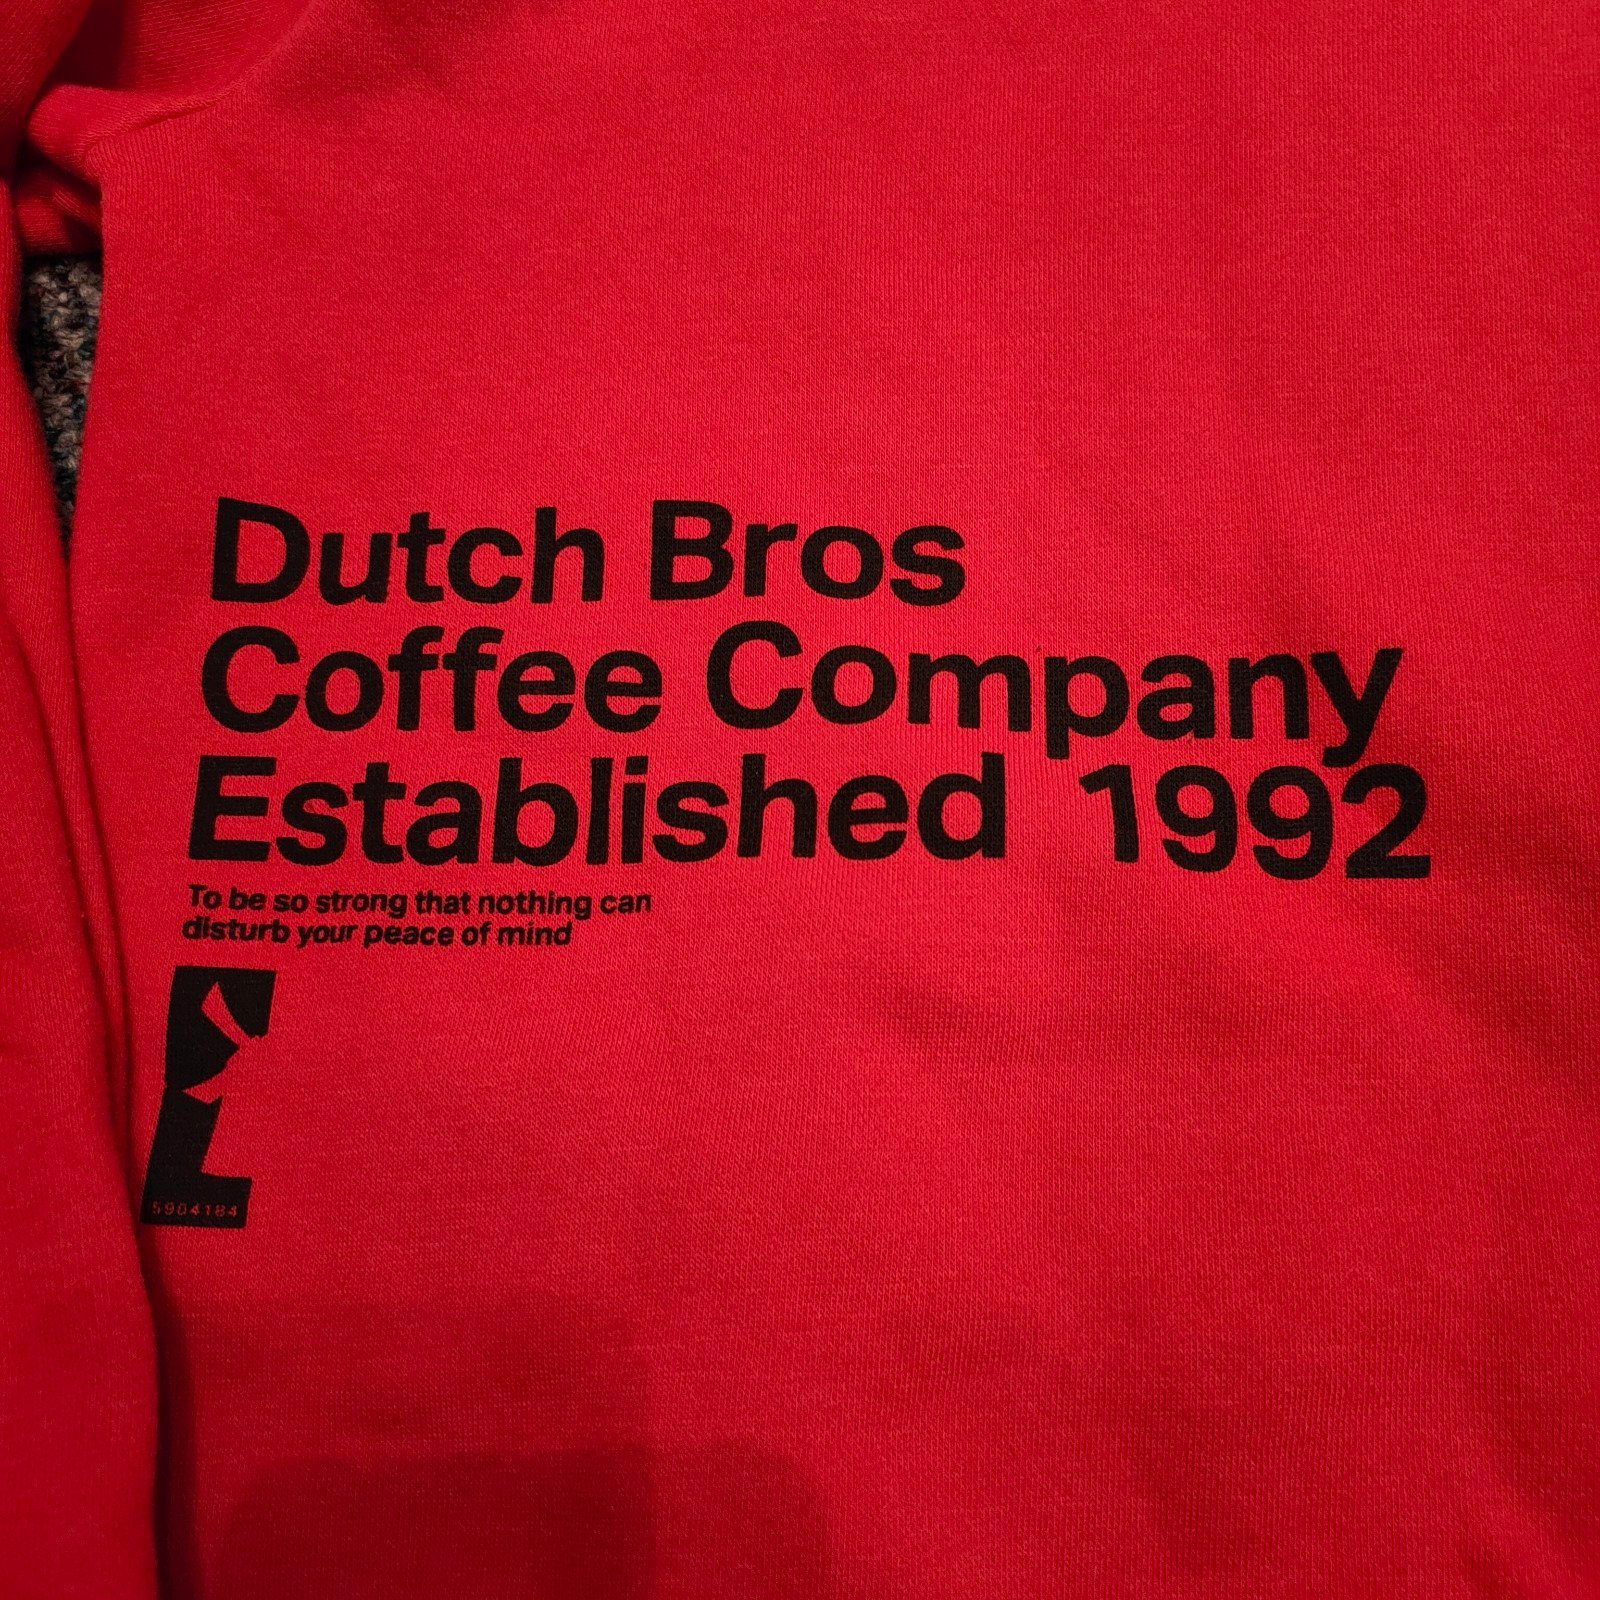 Dutch Bros
Coffee Company
Established 1992
To be so strong that nothing can
disturb your peace of mind
5904184